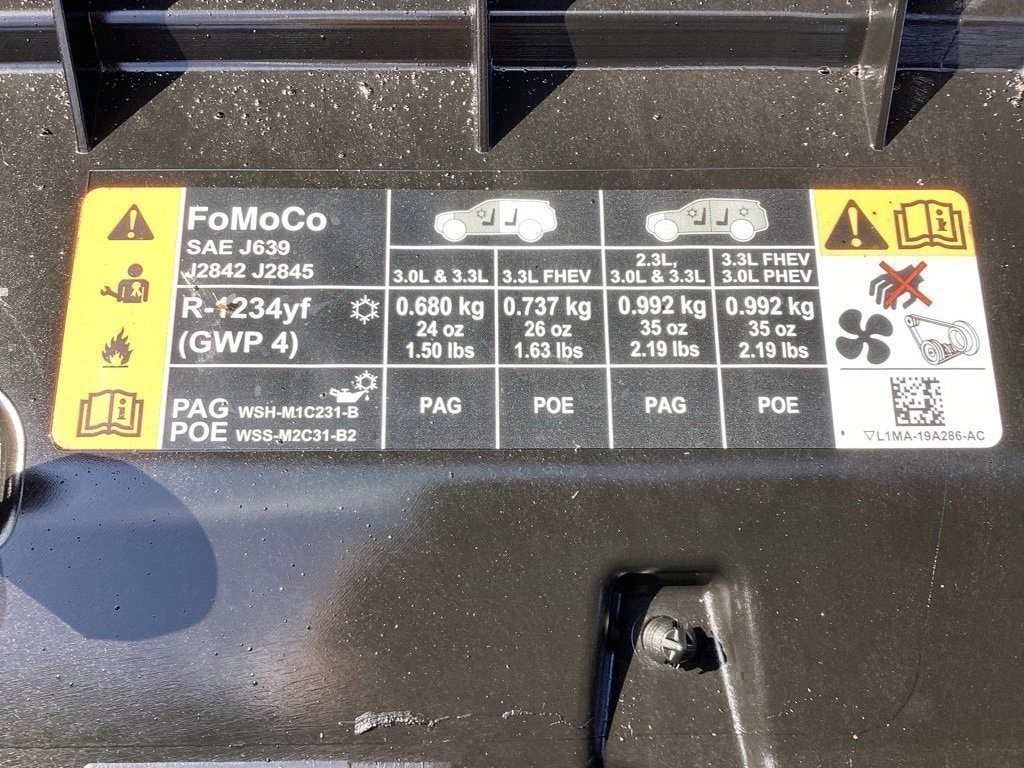 FoMoCo
SAE J639
J2842 J2845
3.0L & 3.3L
3.3L FHEV
2.3L,
3.0L & 3.3L
3.3L FHEV
3.0L PHEV
R-1234yf
(GWP 4)
0.680 kg
24 oz
1.50 lbs
0.737 kg
26 oz
1.63 lbs
0.992 kg
35 oz
2.19 lbs
0.992 kg
35 oz
2.19 lbs
PAG WSH-M1C231-B
POE WSS-M2C31-B2
PAG
POE
PAG
POE
L1MA-19A286-AC